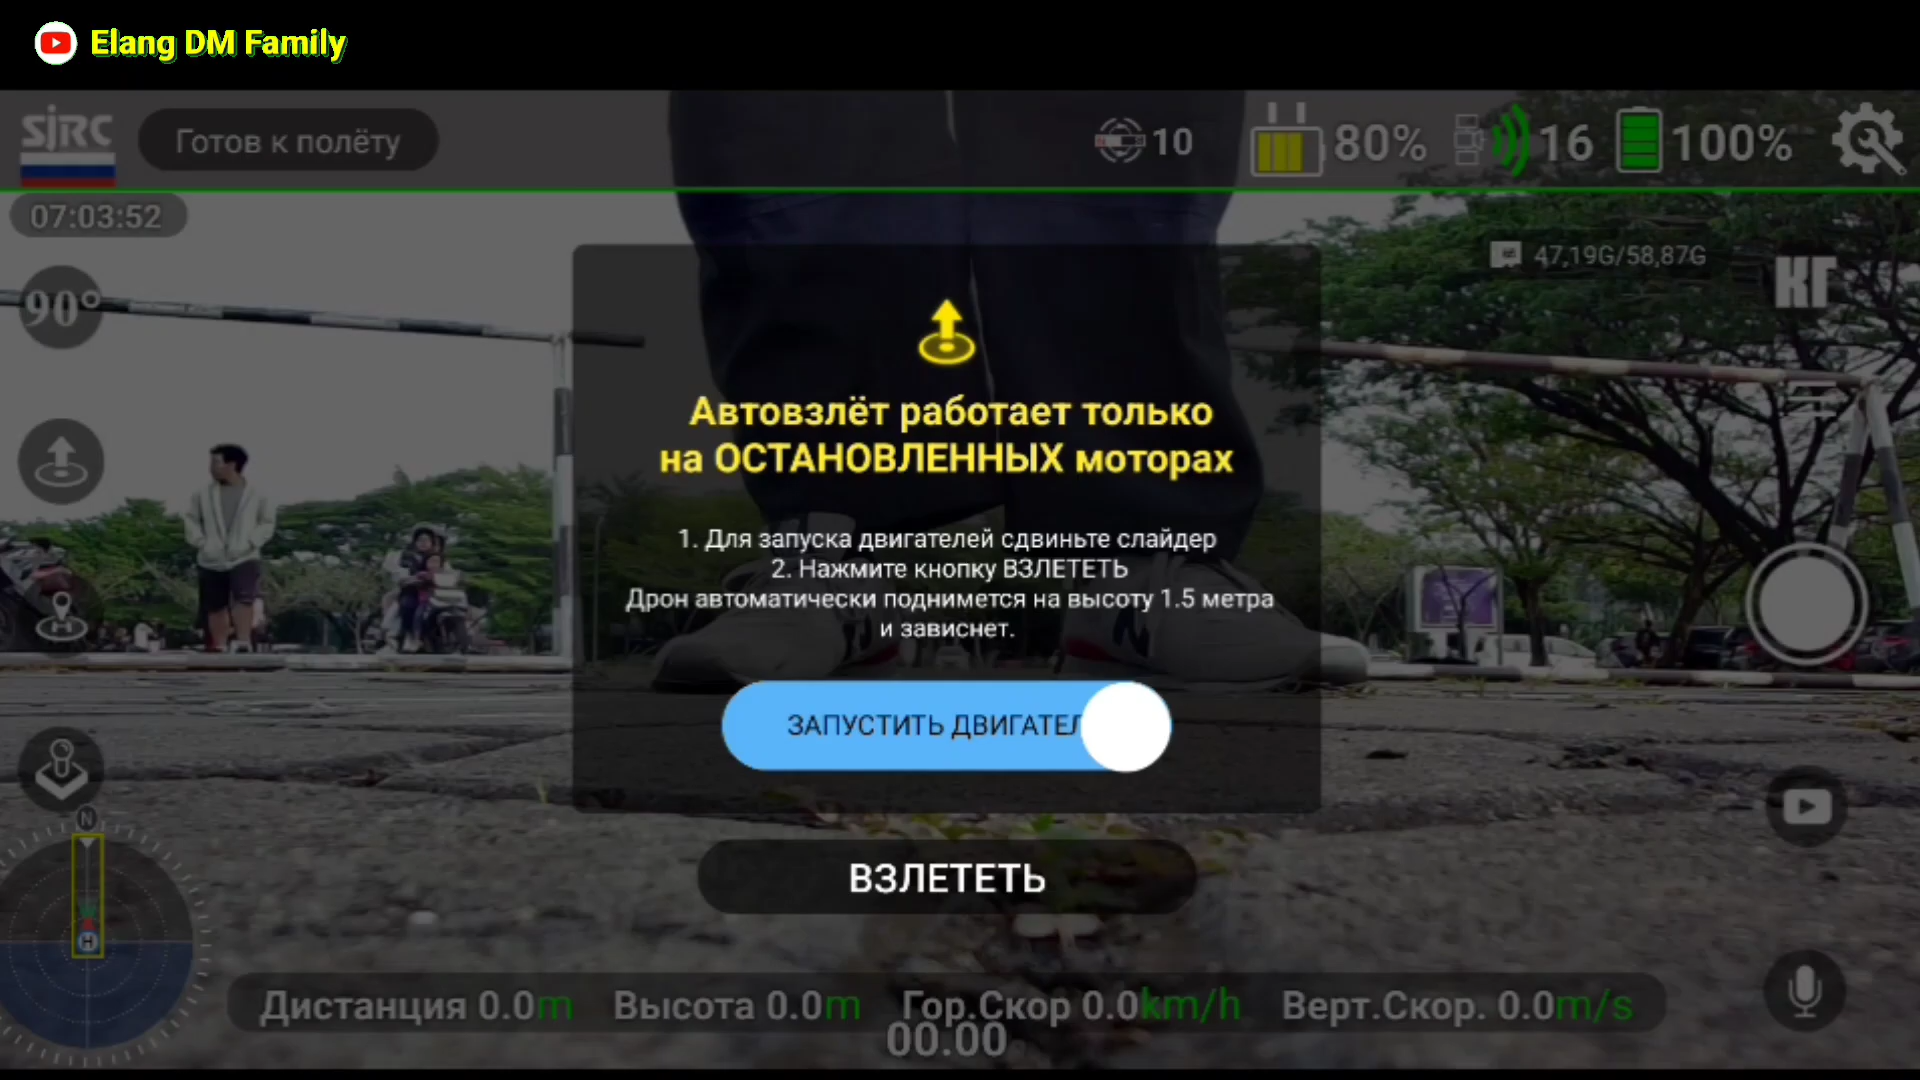 Elang DM Family
sjrc
Готов к полёту
10
80%
16
100%
07:03:52
47,19G/58,87G
90°
КГ
Автовзлёт работает только
на ОСТАНОВЛЕННЫХ моторах
1. Для запуска двигателей сдвиньте слайдер
2. Нажмите кнопку ВЗЛЕТЕТЬ
Дрон автоматически поднимется на высоту 1.5 метра
и зависнет.
ЗАПУСТИТЬ ДВИГАТЕЛ
ВЗЛЕТЕТЬ
N
H
Дистанция 0.0m Высота 0.0m Гор.Скор 0.0km/h Верт.Скор. 0.0m/s
00.00